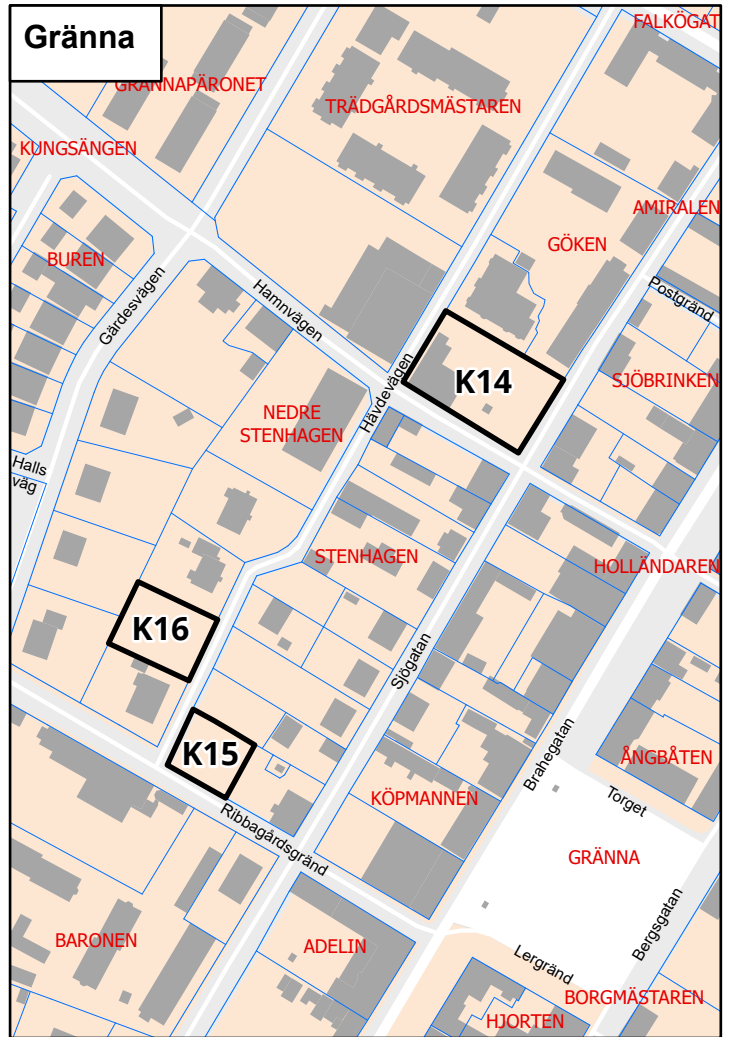 Gränna
FALKÖGAT
GRÄNNAPÄRONET
TRÄDGÅRDSMÄSTAREN
KUNGSÄNGEN
AMIRALEN
GÖKEN
BUREN
Postgränd
Gärdesvägen
Hamnvägen
Hävdevägen
K14
SJÖBRINKEN
NEDRE
STENHAGEN
Halls
väg
STENHAGEN
HOLLÄNDAREN
K16
Sjögatan
K15
Brahegatan
ÅNGBÅTEN
Torget
KÖPMANNEN
Ribbagårdsgränd
GRÄNNA
BARONEN
ADELIN
Bergsgatan
Lergränd
BORGMÄSTAREN
HJORTEN